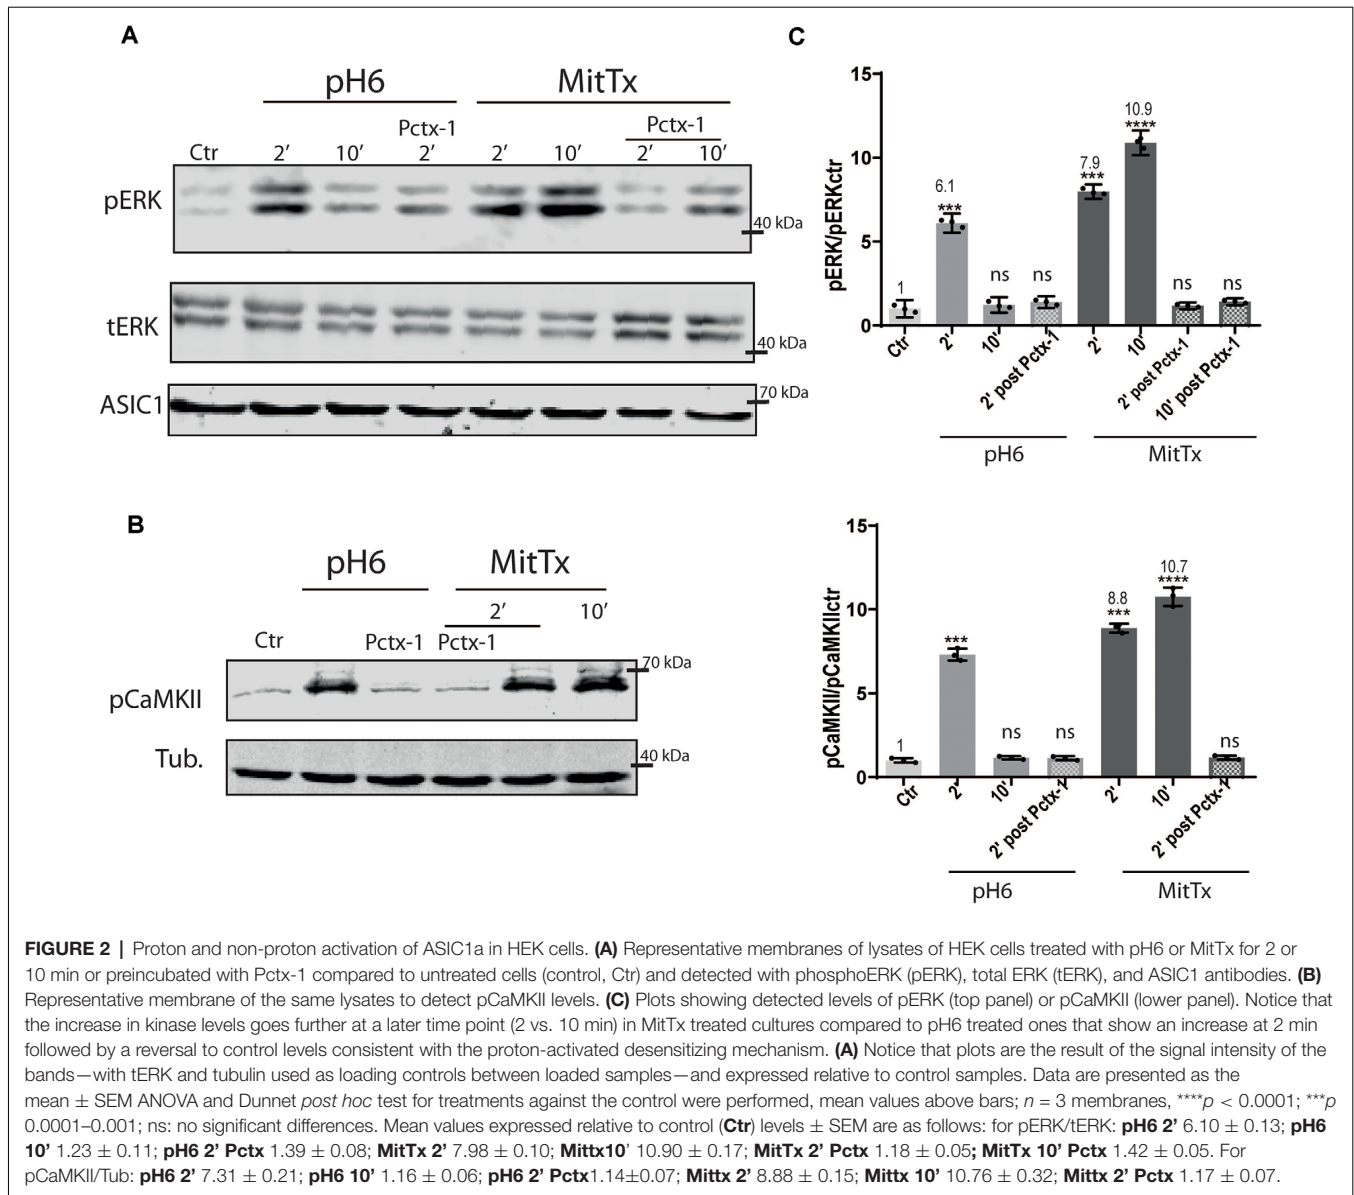 A
pH6
MitTx
Pctx-1
Pctx-1
Ctr 2' 10' 2' 2' 10' 2' 10'
pERK
40 kDa
tERK
40 kDa
ASIC1
70 kDa
B
pH6
MitTx
2' 10'
Ctr Pctx-1 Pctx-1
pCaMKII
70 kDa
Tub.
40 kDa
C
pERK/pERKctr
15
10
5
0
1
6.1
***
ns
ns
7.9
***
10.9
****
ns
ns
Ctr
2'
10'
2' post Pctx-1
2'
10'
2' post Pctx-1
10' post Pctx-1
pH6
MitTx
pCaMKII/pCaMKIIctr
15
10
5
0
1
***
ns
ns
8.8
***
10.7
****
ns
Ctr
2'
10'
2' post Pctx-1
2'
10'
2' post Pctx-1
pH6
MitTx
FIGURE 2 | Proton and non-proton activation of ASIC1a in HEK cells. (A) Representative membranes of lysates of HEK cells treated with pH6 or MitTx for 2 or
10 min or preincubated with Pctx-1 compared to untreated cells (control, Ctr) and detected with phosphoERK (pERK), total ERK (tERK), and ASIC1 antibodies. (B)
Representative membrane of the same lysates to detect pCaMKII levels. (C) Plots showing detected levels of pERK (top panel) or pCaMKII (lower panel). Notice that
the increase in kinase levels goes further at a later time point (2 vs. 10 min) in MitTx treated cultures compared to pH6 treated ones that show an increase at 2 min
followed by a reversal to control levels consistent with the proton-activated desensitizing mechanism. (A) Notice that plots are the result of the signal intensity of the
bands—with tERK and tubulin used as loading controls between loaded samples—and expressed relative to control samples. Data are presented as the
mean ± SEM ANOVA and Dunnet post hoc test for treatments against the control were performed, mean values above bars; n = 3 membranes, ****p < 0.0001; ***p
0.0001–0.001; ns: no significant differences. Mean values expressed relative to control (Ctr) levels ± SEM are as follows: for pERK/tERK: pH6 2' 6.10 ± 0.13; pH6
10' 1.23 ± 0.11; pH6 2' Pctx 1.39 ± 0.08; MitTx 2' 7.98 ± 0.10; Mittx10' 10.90 ± 0.17; MitTx 2' Pctx 1.18 ± 0.05; MitTx 10' Pctx 1.42 ± 0.05. For
pCaMKII/Tub: pH6 2' 7.31 ± 0.21; pH6 10' 1.16 ± 0.06; pH6 2' Pctx1.14±0.07; Mittx 2' 8.88 ± 0.15; Mittx 10' 10.76 ± 0.32; Mittx 2' Pctx 1.17 ± 0.07.